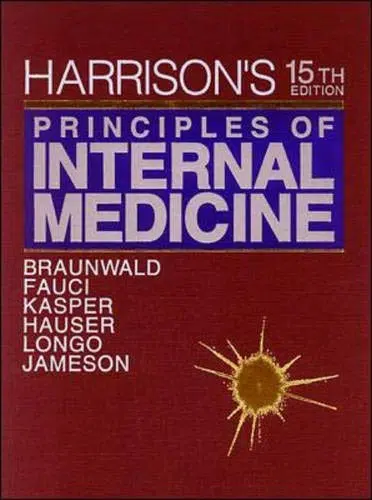 HARRISON'S 15TH
EDITION
PRINCIPLES OF
INTERNAL
MEDICINE
BRAUNWALD
FAUCI
KASPER
HAUSER
LONGO
JAMESON